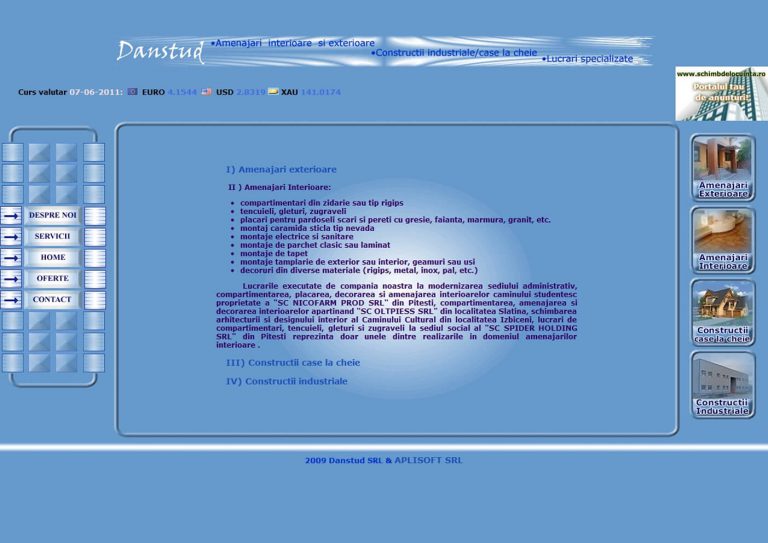 Danstud
•Amenajari interioare si exterioare
•Constructii industriale/case la cheie
•Lucrari specializate
www.schimbdelocuinta.ro
Portalul tau
de anunturi!
Curs valutar 07-06-2011: EURO 4.1544 USD 2.8319 XAU 141.0174
DESPRE NOI
SERVICII
HOME
OFERTE
CONTACT
I) Amenajari exterioare
II ) Amenajari Interioare:
• compartimentari din zidarie sau tip rigips
• tencuieli, gleturi, zugraveli
• placari pentru pardoseli scari si pereti cu gresie, faianta, marmura, granit, etc.
• montaj caramida sticla tip nevada
• montaje electrice si sanitare
• montaje de parchet clasic sau laminat
• montaje de tapet
• montaje tamplarie de exterior sau interior, geamuri sau usi
• decoruri din diverse materiale (rigips, metal, inox, pal, etc.)
Lucrarile executate de compania noastra la modernizarea sediului administrativ,
compartimentarea, placarea, decorarea si amenajarea interioarelor caminului studentesc
proprietate a "SC NICOFARM PROD SRL" din Pitesti, compartimentarea, amenajarea si
decorarea interioarelor apartinand "SC OLTPIESS SRL" din localitatea Slatina, schimbarea
arhitecturii si designului interior al Caminului Cultural din localitatea Izbiceni, lucrari de
compartimentari, tencuieli, gleturi si zugraveli la sediul social al "SC SPIDER HOLDING
SRL" din Pitesti reprezinta doar unele dintre realizarile in domeniul amenajarilor
interioare .
III) Constructii case la cheie
IV) Constructii industriale
Amenajari
Exterioare
Amenajari
Interioare
Constructii
case la cheie
Constructii
Industriale
2009 Danstud SRL & APLISOFT SRL